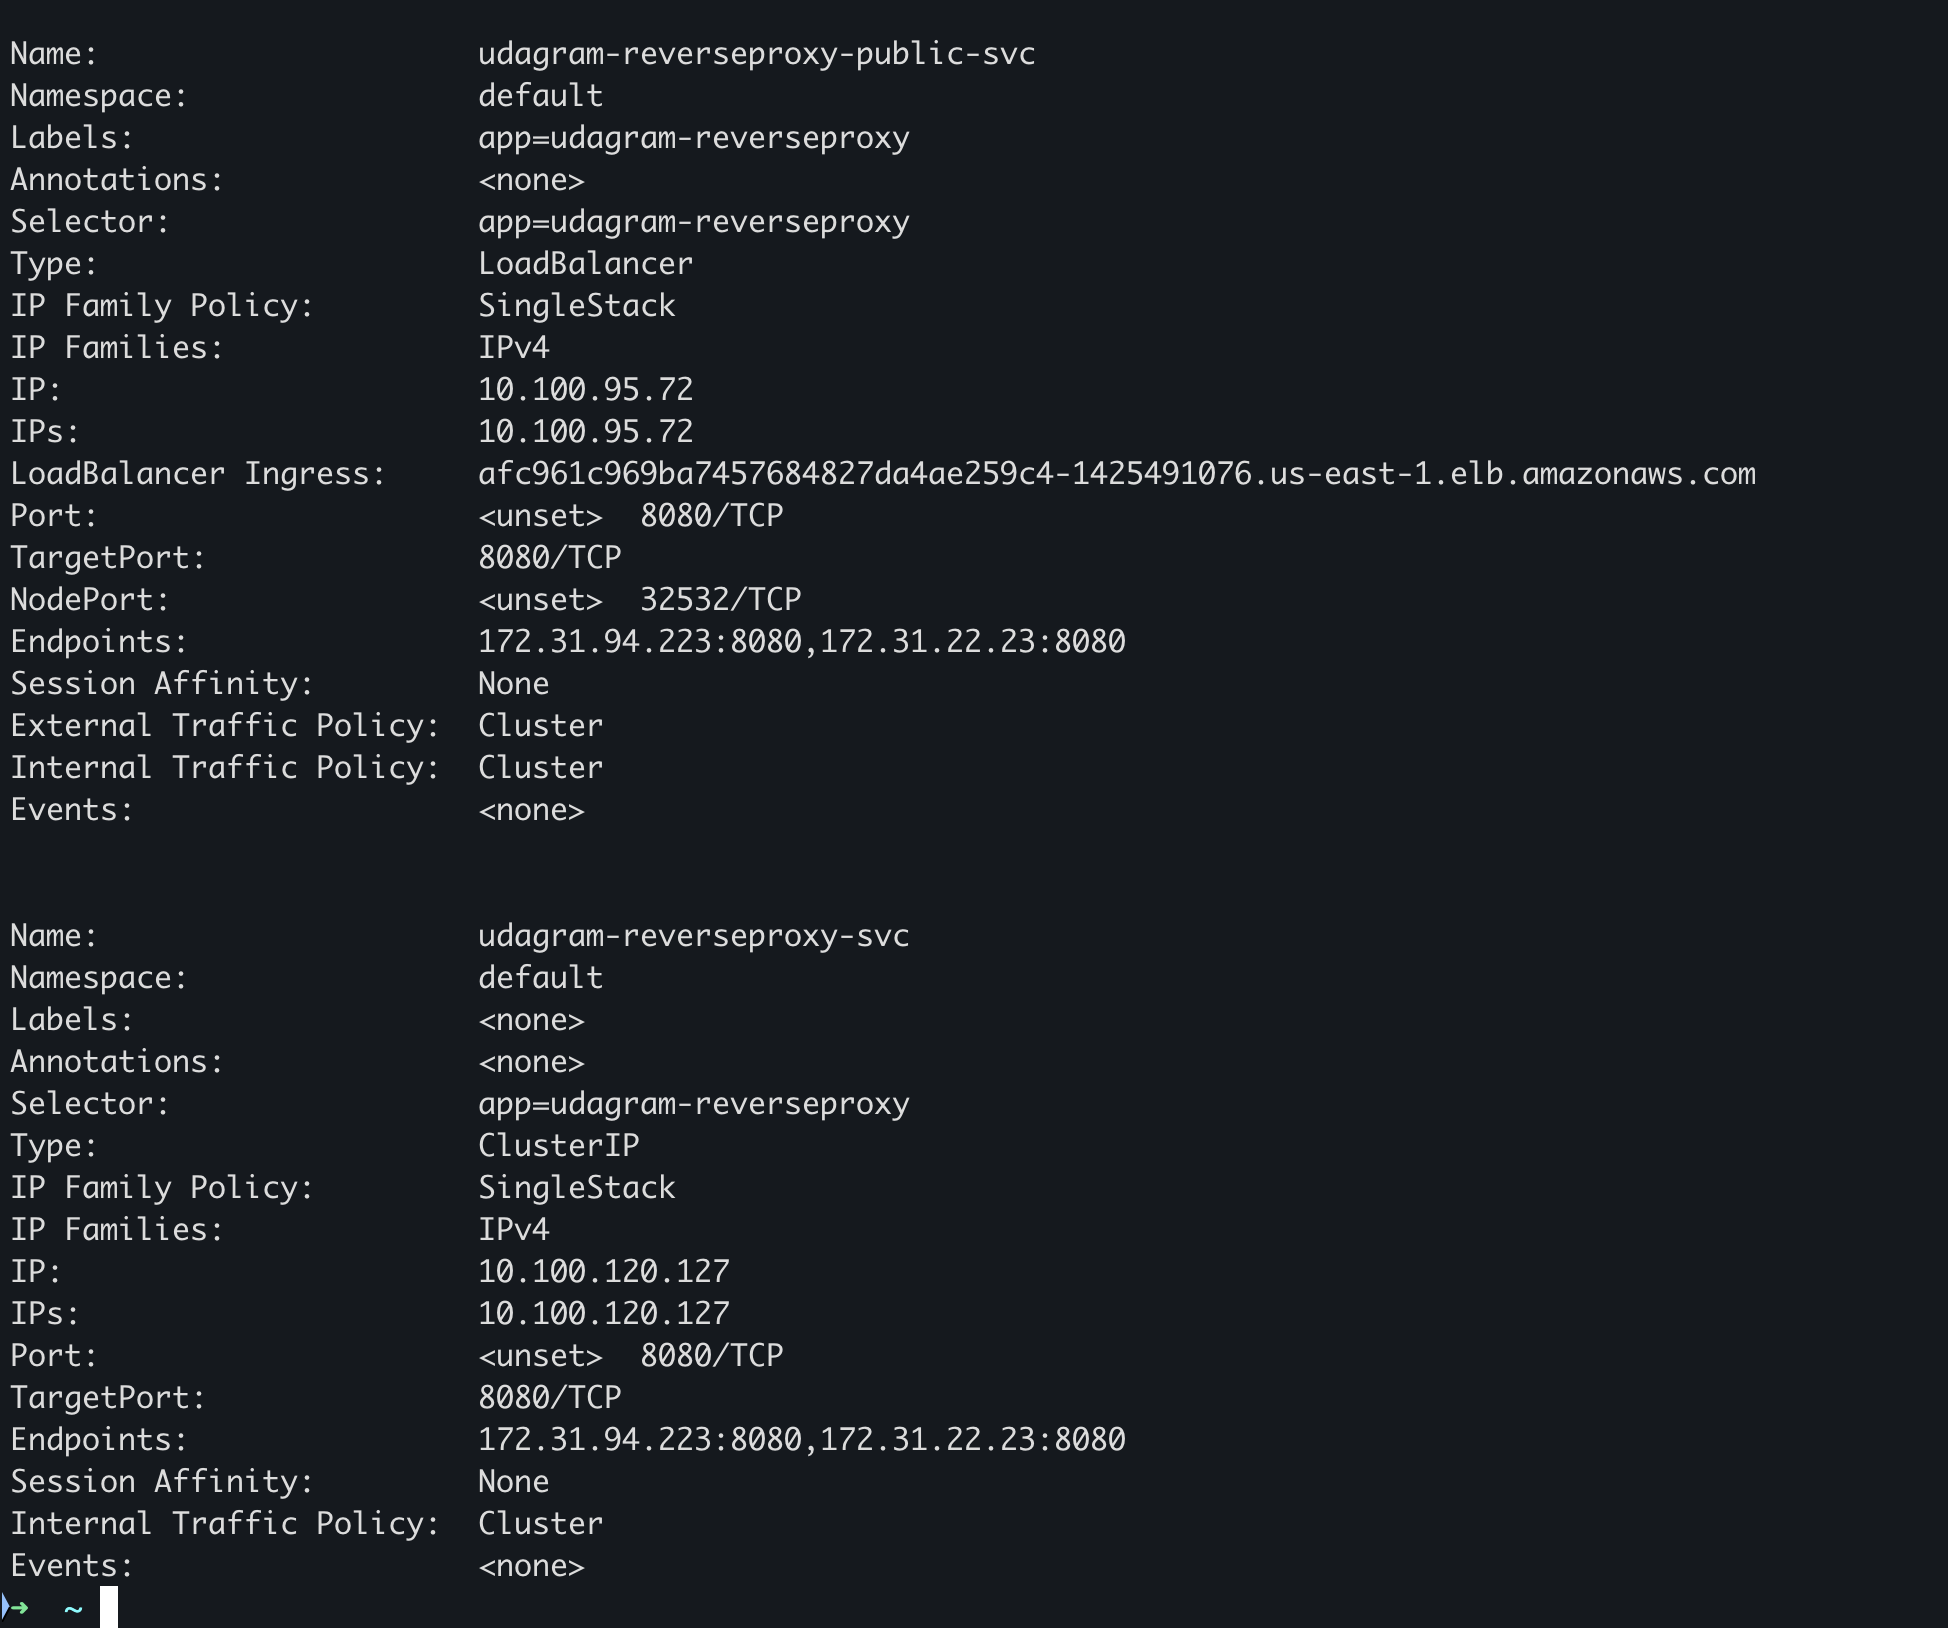 Name:                     udagram-reverseproxy-public-svc
Namespace:                default
Labels:                   app=udagram-reverseproxy
Annotations:              <none>
Selector:                 app=udagram-reverseproxy
Type:                     LoadBalancer
IP Family Policy:         SingleStack
IP Families:              IPv4
IP:                       10.100.95.72
IPs:                      10.100.95.72
LoadBalancer Ingress:     afc961c969ba7457684827da4ae259c4-1425491076.us-east-1.elb.amazonaws.com
Port:                     <unset>  8080/TCP
TargetPort:               8080/TCP
NodePort:                 <unset>  32532/TCP
Endpoints:                172.31.94.223:8080,172.31.22.23:8080
Session Affinity:         None
External Traffic Policy:  Cluster
Internal Traffic Policy:  Cluster
Events:                   <none>
Name:                     udagram-reverseproxy-svc
Namespace:                default
Labels:                   <none>
Annotations:              <none>
Selector:                 app=udagram-reverseproxy
Type:                     ClusterIP
IP Family Policy:         SingleStack
IP Families:              IPv4
IP:                       10.100.120.127
IPs:                      10.100.120.127
Port:                     <unset>  8080/TCP
TargetPort:               8080/TCP
Endpoints:                172.31.94.223:8080,172.31.22.23:8080
Session Affinity:         None
Internal Traffic Policy:  Cluster
Events:                   <none>
➜  ~